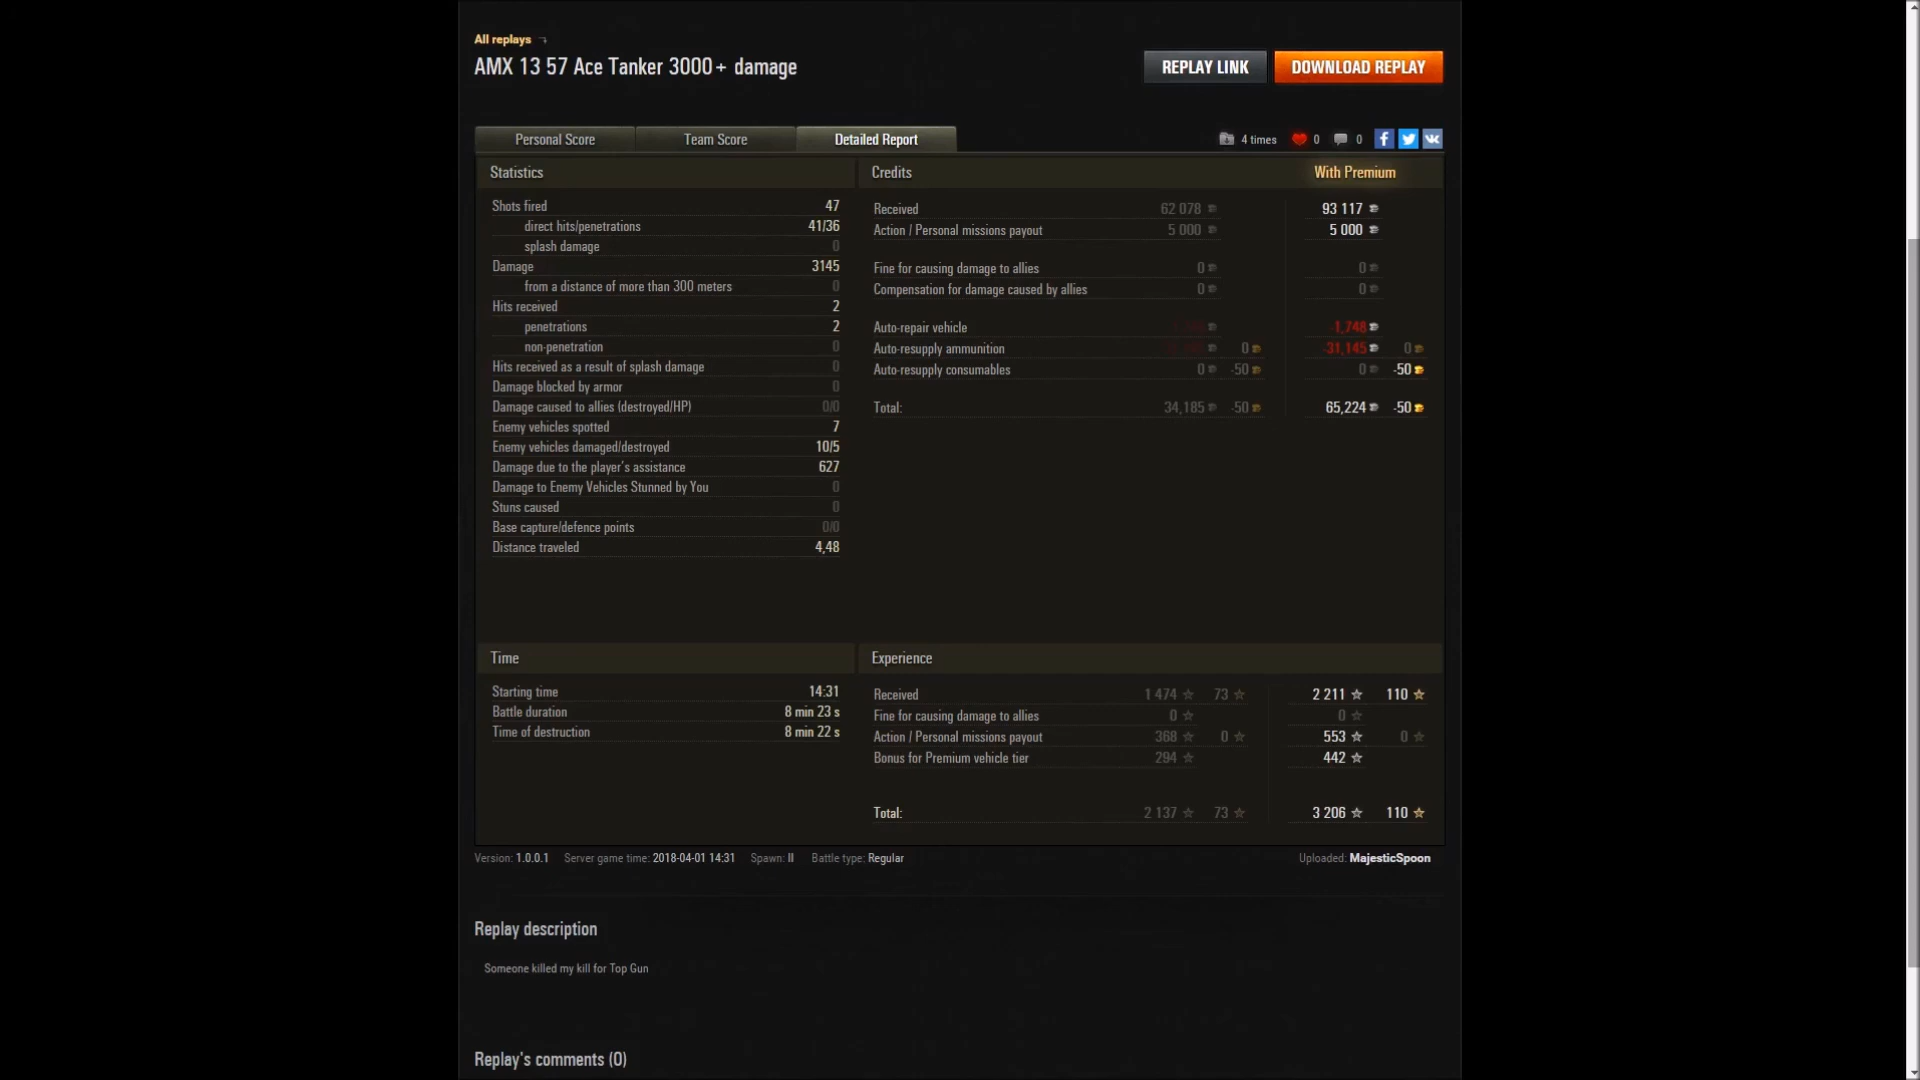 All replays
AMX 13 57 Ace Tanker 3000+ damage
REPLAY LINK
DOWNLOAD REPLAY
Personal Score
Team Score
Detailed Report
4 times 0 0
Statistics
Shots fired 47
direct hits/penetrations 41/36
splash damage 0
Damage 3145
from a distance of more than 300 meters 0
Hits received 2
penetrations 2
non-penetration 0
Hits received as a result of splash damage 0
Damage blocked by armor 0
Damage caused to allies (destroyed/HP) 0/0
Enemy vehicles spotted 7
Enemy vehicles damaged/destroyed 10/5
Damage due to the player's assistance 627
Damage to Enemy Vehicles Stunned by You 0
Stuns caused 0
Base capture/defence points 0/0
Distance traveled 4,48
Credits With Premium
Received 62 078 93 117
Action / Personal missions payout 5 000 5 000
Fine for causing damage to allies 0 0
Compensation for damage caused by allies 0 0
Auto-repair vehicle -1,748
Auto-resupply ammunition 0 -31,145 0
Auto-resupply consumables 0 -50 0 -50
Total: 34,185 -50 65,224 -50
Time
Starting time 14:31
Battle duration 8 min 23 s
Time of destruction 8 min 22 s
Experience
Received 1 474 73 2 211 110
Fine for causing damage to allies 0 0
Action / Personal missions payout 368 0 553 0
Bonus for Premium vehicle tier 294 442
Total: 2 137 73 3 206 110
Version: 1.0.0.1 Server game time: 2018-04-01 14:31 Spawn: II Battle type: Regular Uploaded: MajesticSpoon
Replay description
Someone killed my kill for Top Gun
Replay's comments (0)